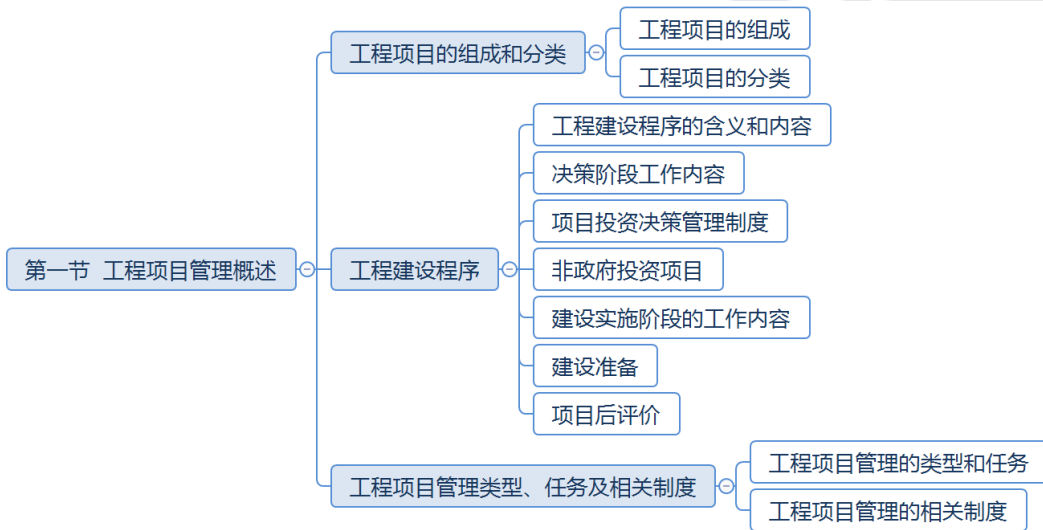 第一节 工程项目管理概述
工程项目的组成和分类
工程项目的组成
工程项目的分类
工程建设程序
工程建设程序的含义和内容
决策阶段工作内容
项目投资决策管理制度
非政府投资项目
建设实施阶段的工作内容
建设准备
项目后评价
工程项目管理类型、任务及相关制度
工程项目管理的类型和任务
工程项目管理的相关制度